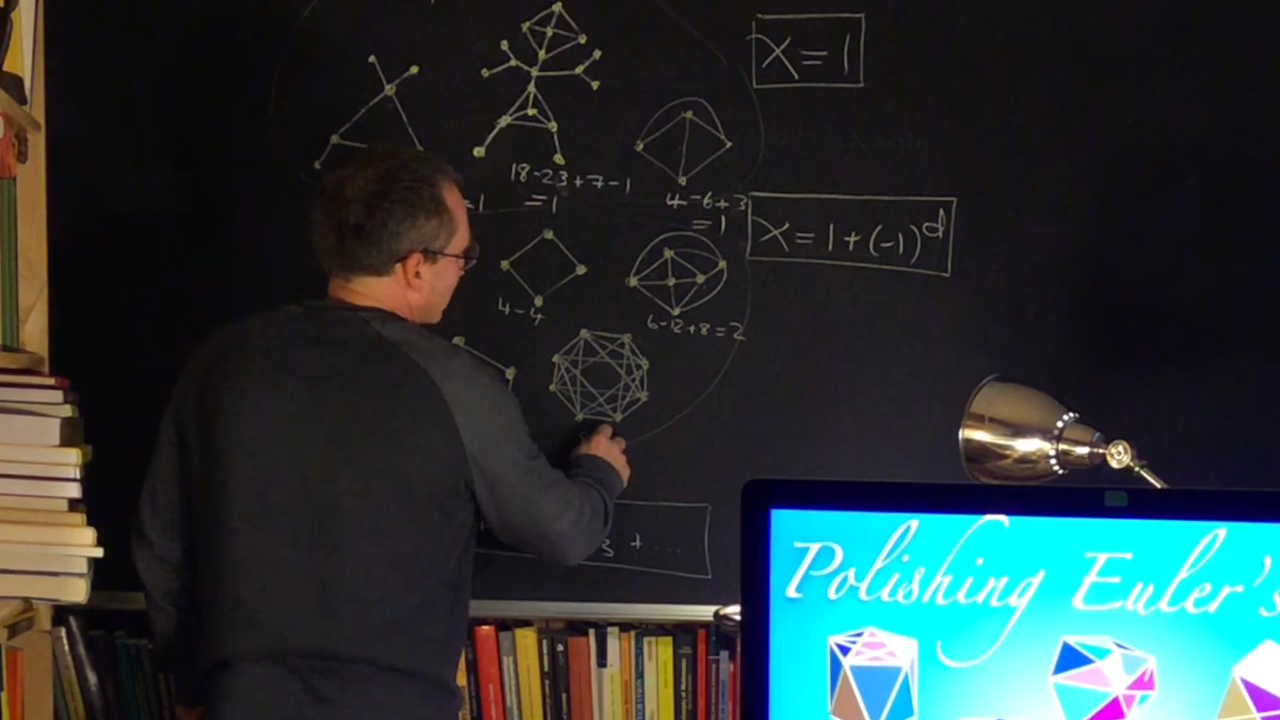 X = 1
18-23+7-1
=1
=1
4-6+3
=1
X = 1 + (-1)^d
4-4
6-12+8=2
3 + ...
Polishing Euler's